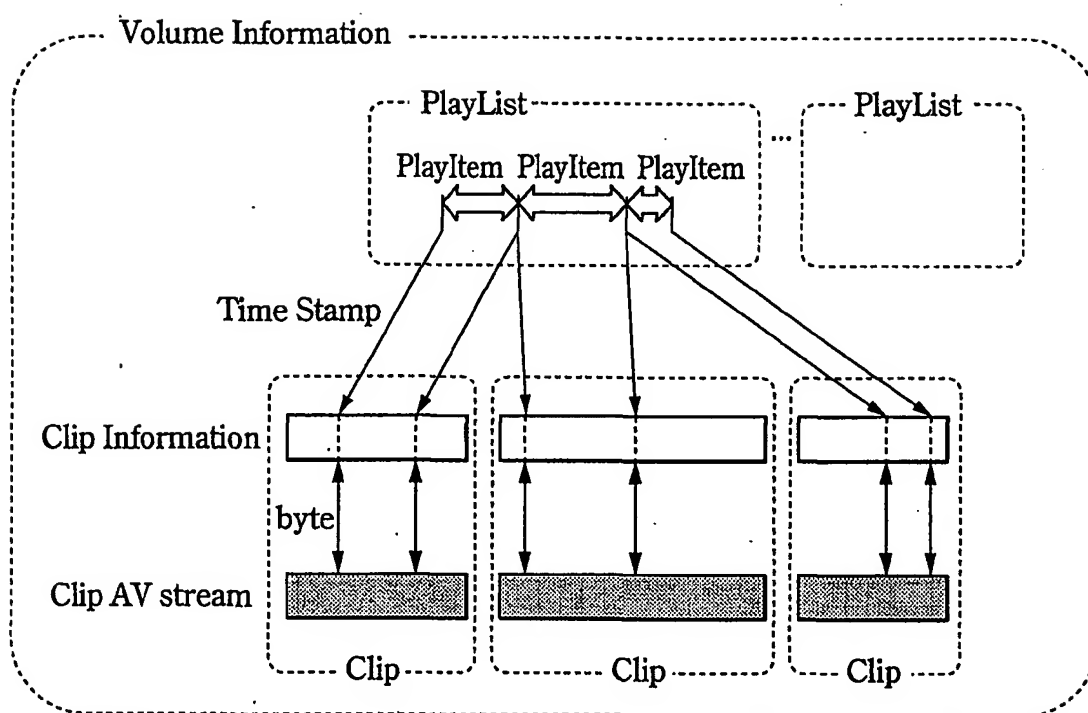 Volume Information
PlayList
...
PlayList
PlayItem PlayItem PlayItem
Time Stamp
Clip Information
byte
Clip AV stream
Clip
Clip
Clip